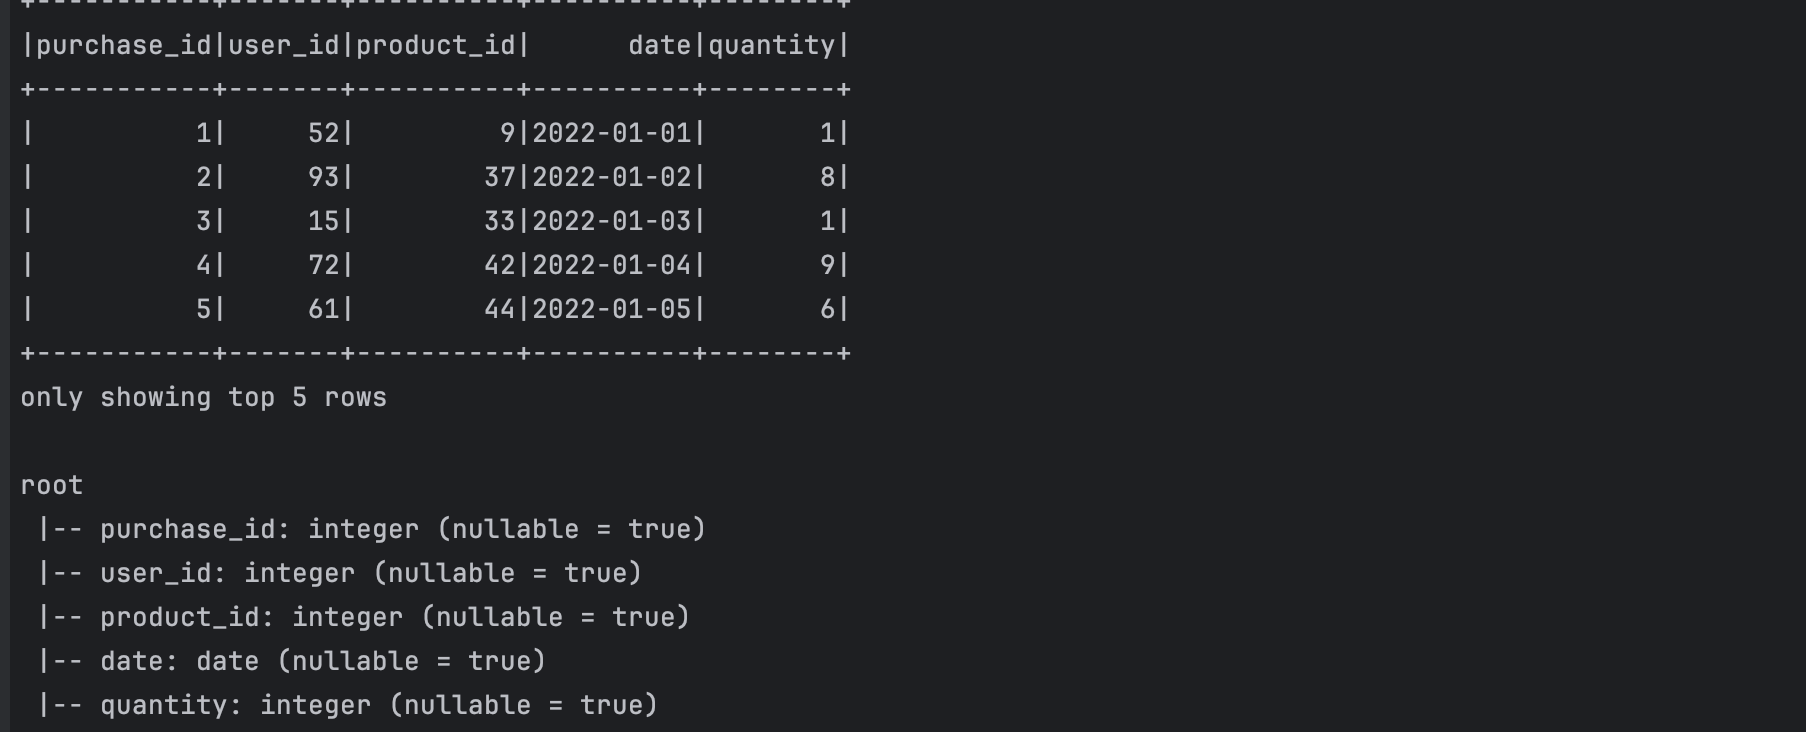 +-----------+-------+----------+----------+--------+
|purchase_id|user_id|product_id|      date|quantity|
+-----------+-------+----------+----------+--------+
|          1|     52|         9|2022-01-01|       1|
|          2|     93|        37|2022-01-02|       8|
|          3|     15|        33|2022-01-03|       1|
|          4|     72|        42|2022-01-04|       9|
|          5|     61|        44|2022-01-05|       6|
+-----------+-------+----------+----------+--------+
only showing top 5 rows

root
 |-- purchase_id: integer (nullable = true)
 |-- user_id: integer (nullable = true)
 |-- product_id: integer (nullable = true)
 |-- date: date (nullable = true)
 |-- quantity: integer (nullable = true)